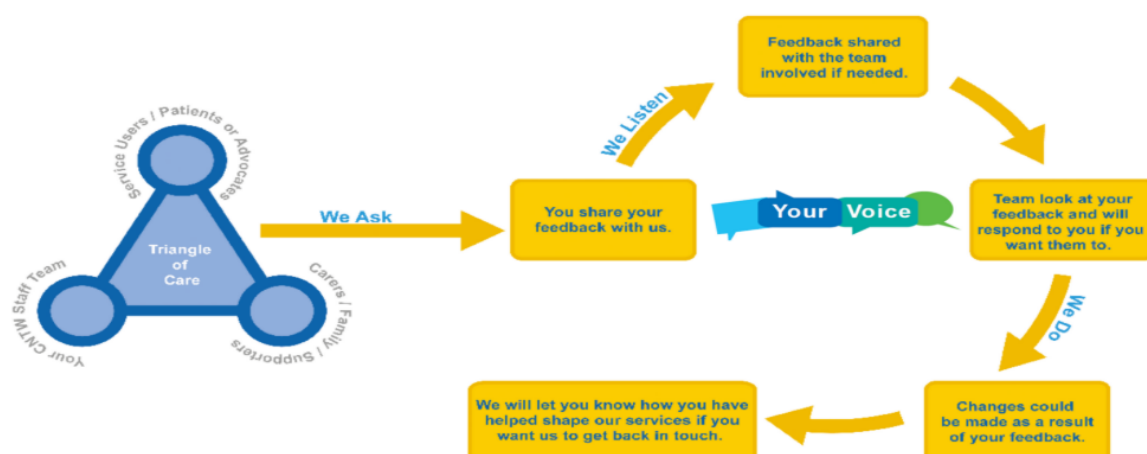 Service Users / Patients or Advocates
Triangle
of
Care
Your CNTW Staff Team
Carers / Family / Supporters
We Ask
You share your
feedback with us.
We Listen
Feedback shared
with the team
involved if needed.
Your Voice
Team look at your
feedback and will
respond to you if you
want them to.
We Do
Changes could
be made as a result
of your feedback.
We will let you know how you have
helped shape our services if you
want us to get back in touch.